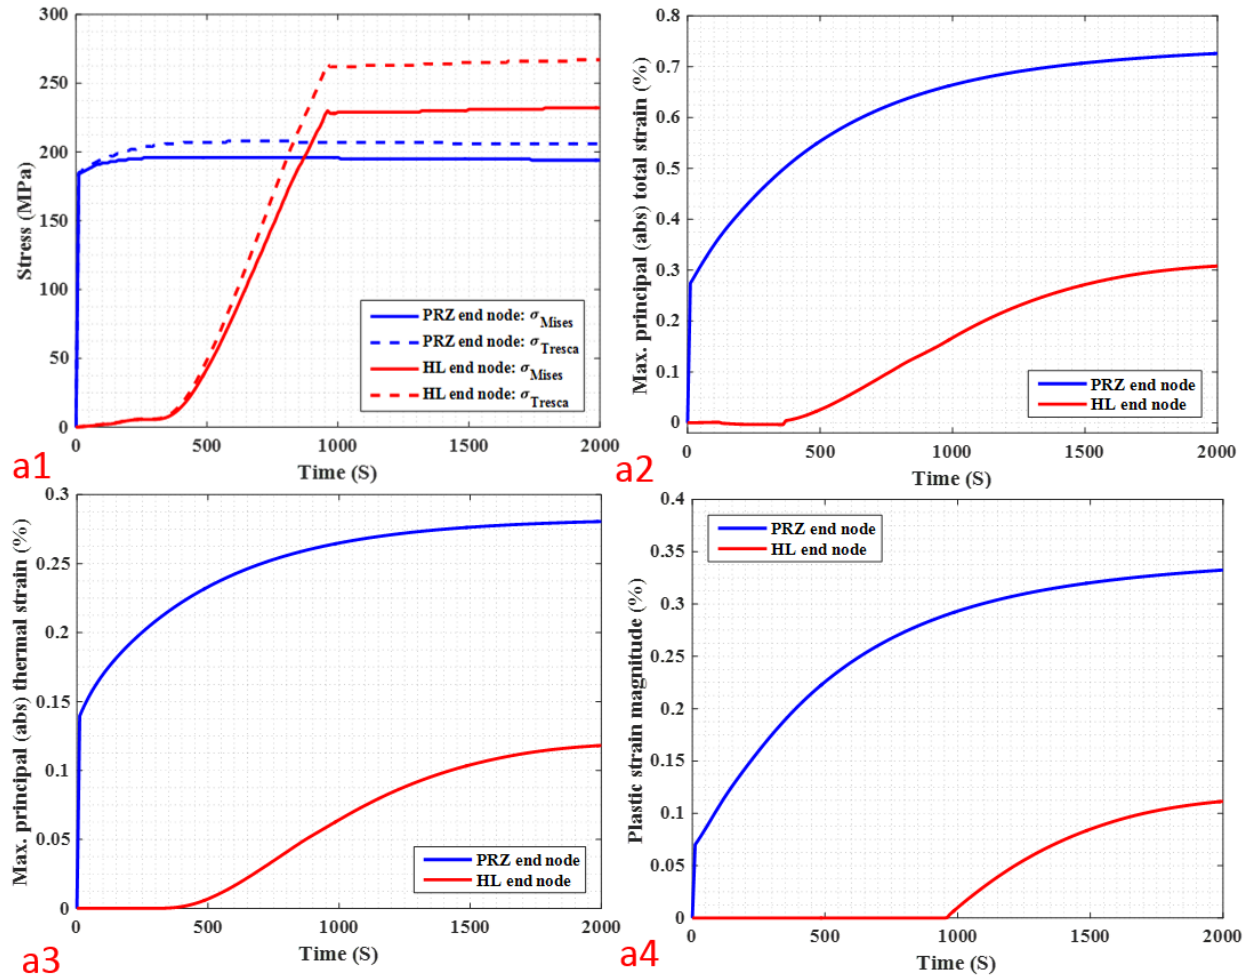 300
250
200
150
100
50
0
Stress (MPa)
PRZ end node: σMises
PRZ end node: σTresca
HL end node: σMises
HL end node: σTresca
0 500 1000 1500 2000
Time (S)
a1
0.8
0.7
0.6
0.5
0.4
0.3
0.2
0.1
0
Max. principal (abs) total strain (%)
PRZ end node
HL end node
0 500 1000 1500 2000
Time (S)
a2
0.3
0.25
0.2
0.15
0.1
0.05
0
Max. principal (abs) thermal strain (%)
PRZ end node
HL end node
0 500 1000 1500 2000
Time (S)
a3
0.4
0.35
0.3
0.25
0.2
0.15
0.1
0.05
0
Plastic strain magnitude (%)
PRZ end node
HL end node
0 500 1000 1500 2000
Time (S)
a4